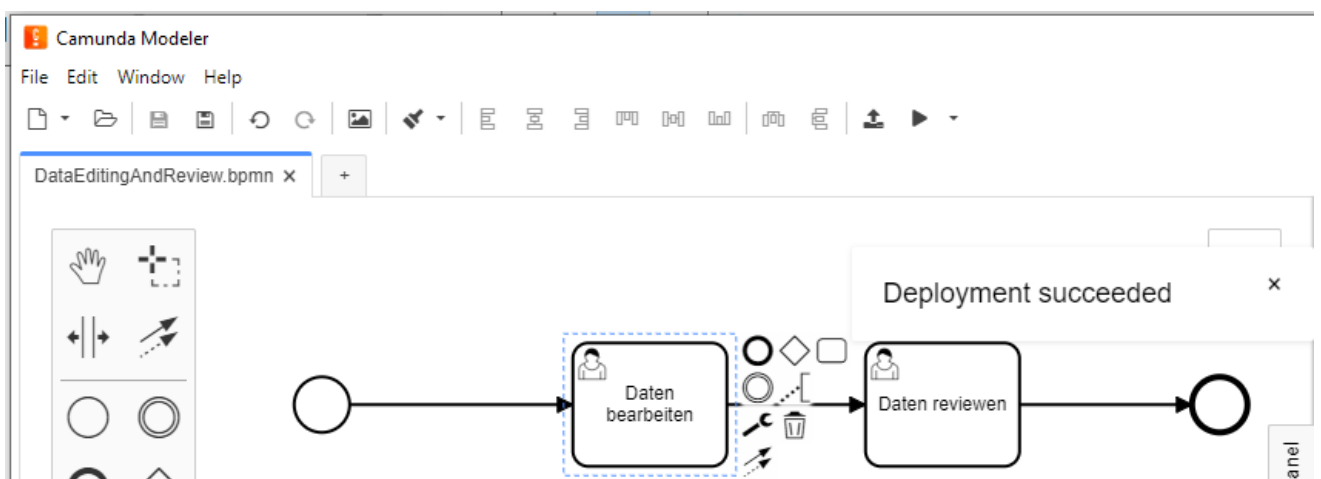 Camunda Modeler
File Edit Window Help
DataEditingAndReview.bpmn ×
+
Deployment succeeded ×
Daten
bearbeiten
Daten reviewen
anel